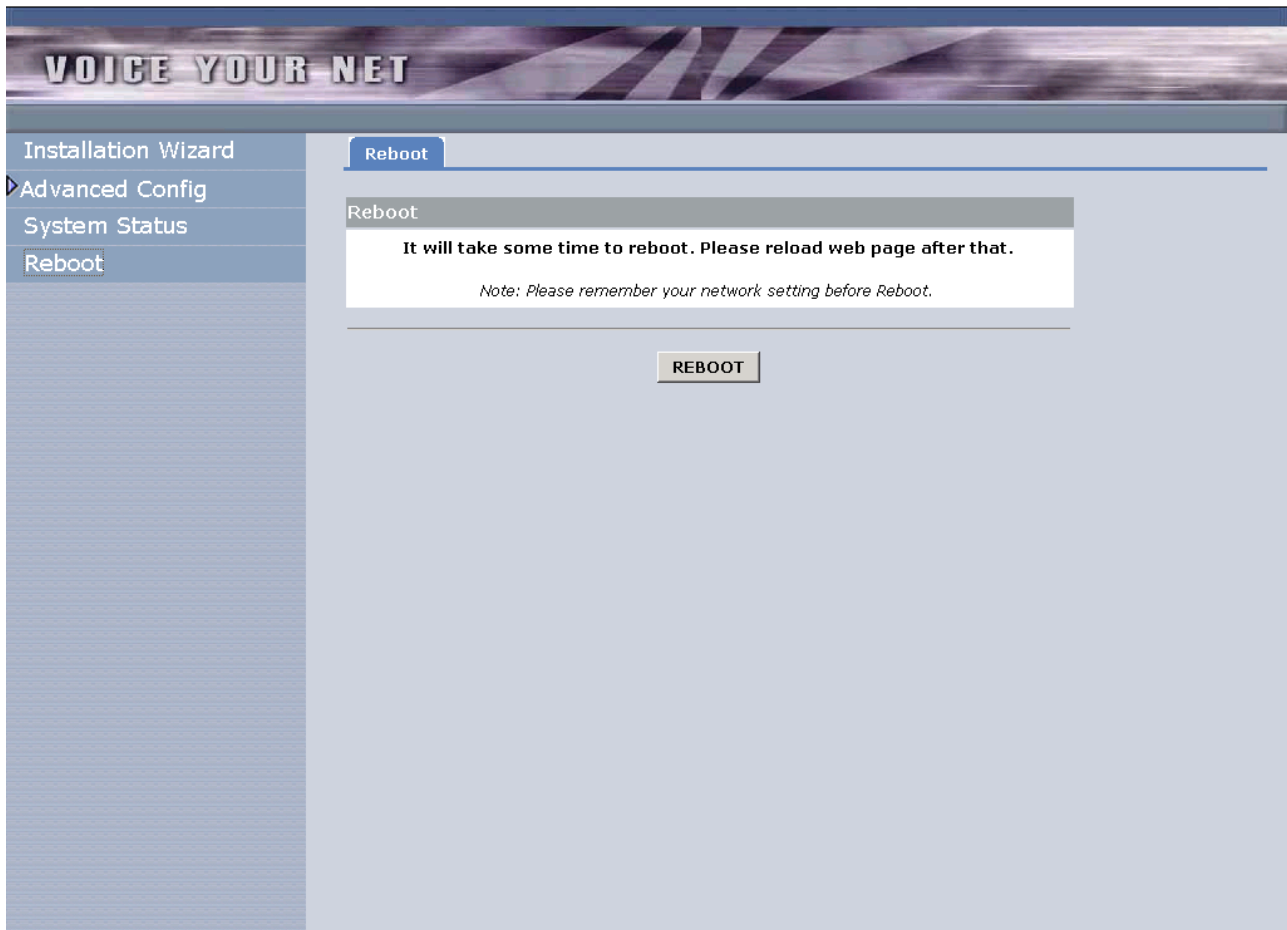 VOICE YOUR NET
Installation Wizard
Advanced Config
System Status
Reboot
Reboot
Reboot
It will take some time to reboot. Please reload web page after that.
Note: Please remember your network setting before Reboot.
REBOOT